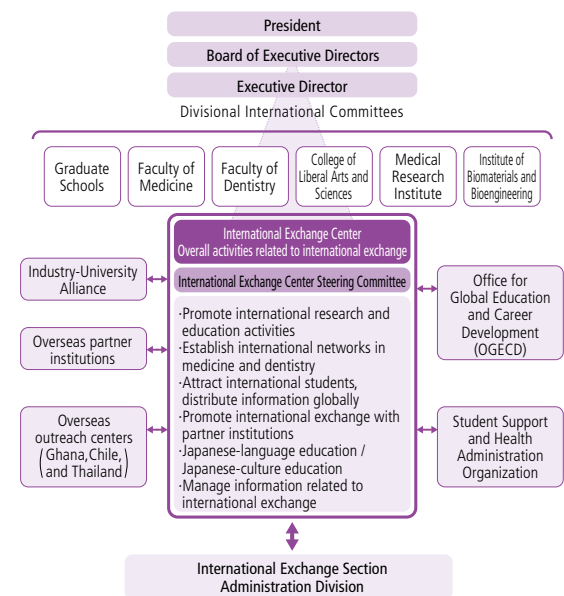 President
Board of Executive Directors
Executive Director
Divisional International Committees
Graduate
Schools
Faculty of
Medicine
Faculty of
Dentistry
College of
Liberal Arts and
Sciences
Medical
Research
Institute
Institute of
Biomaterials and
Bioengineering
International Exchange Center
Overall activities related to international exchange
International Exchange Center Steering Committee
·Promote international research and
education activities
·Establish international networks in
medicine and dentistry
·Attract international students,
distribute information globally
·Promote international exchange with
partner institutions
·Japanese-language education /
Japanese-culture education
·Manage information related to
international exchange
Industry-University
Alliance
Overseas partner
institutions
Overseas
outreach centers
(Ghana,Chile,
and Thailand)
Office for
Global Education
and Career
Development
(OGECD)
Student Support
and Health
Administration
Organization
International Exchange Section
Administration Division